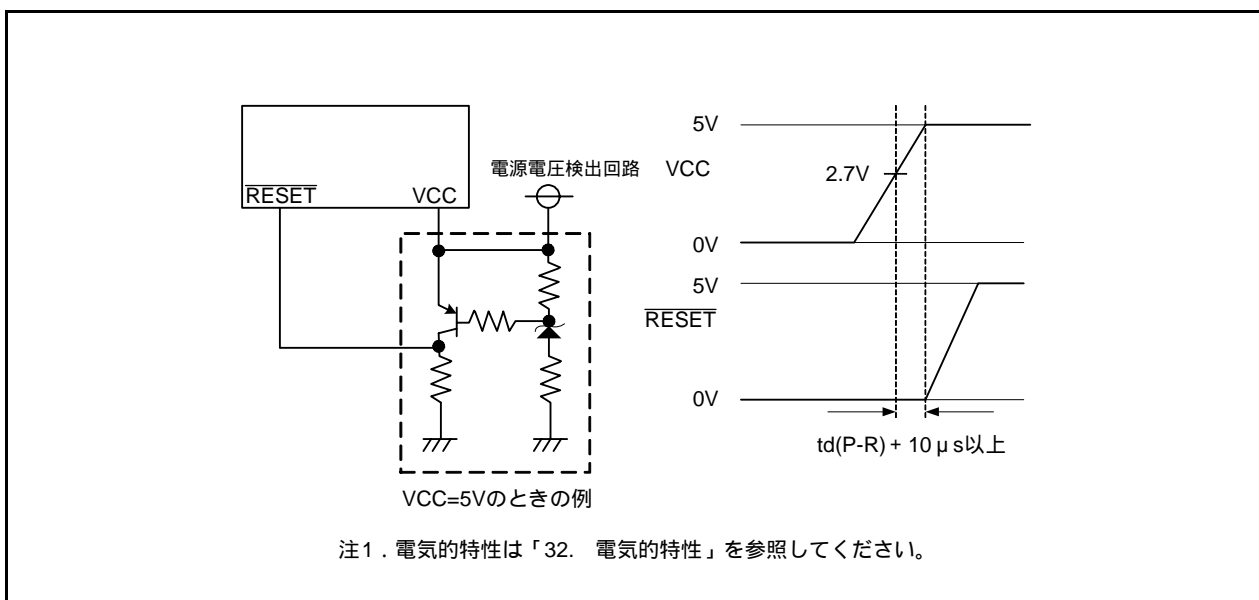 RESET VCC
電源電圧検出回路
VCC=5Vのときの例
5V
VCC
2.7V
0V
5V
RESET
0V
td(P-R) + 10 μs以上
注1．電気的特性は「32. 電気的特性」を参照してください。